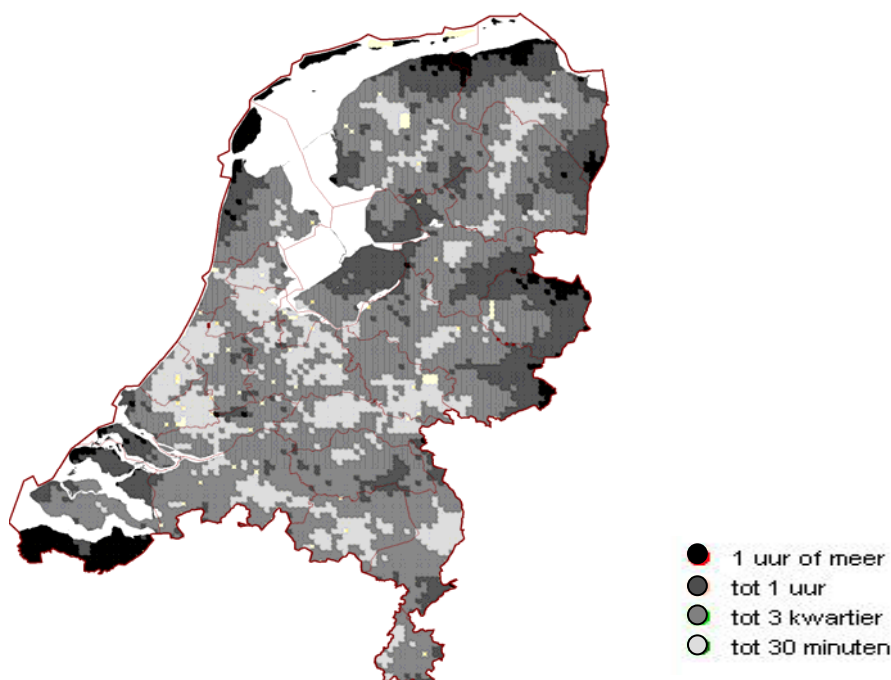 1 uur of meer
tot 1 uur
tot 3 kwartier
tot 30 minuten